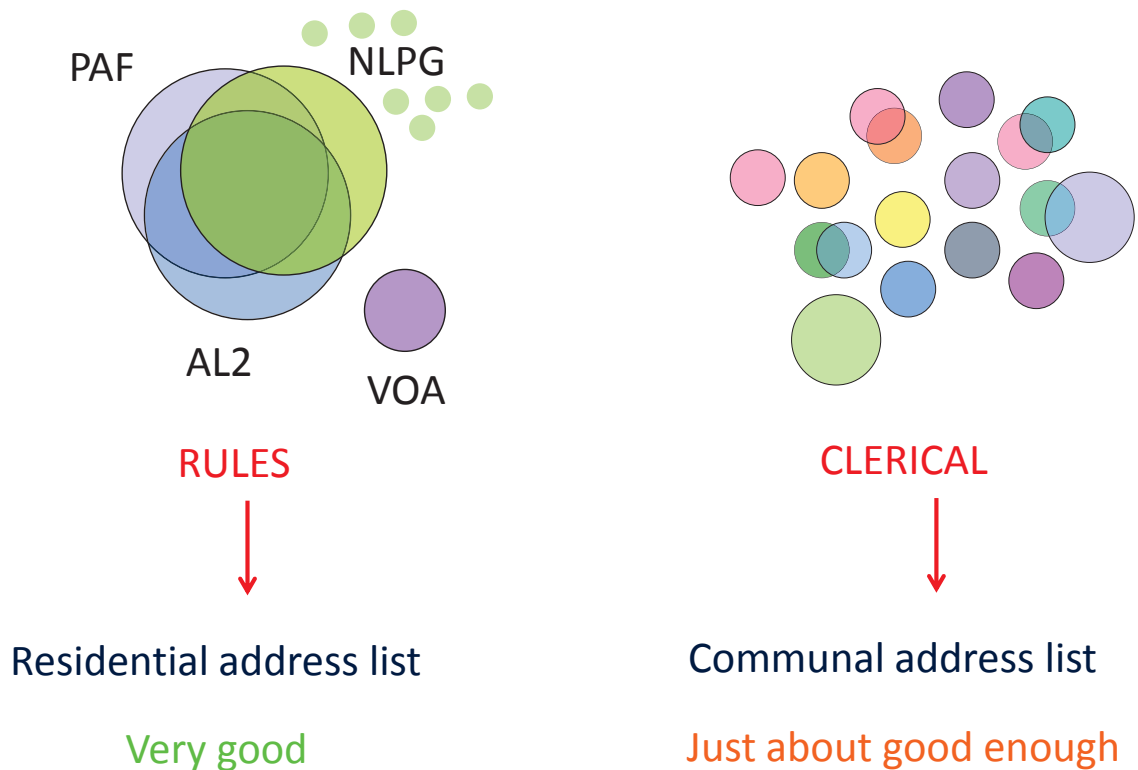 PAF
NLPG
AL2
VOA
RULES
CLERICAL
Residential address list
Communal address list
Very good
Just about good enough